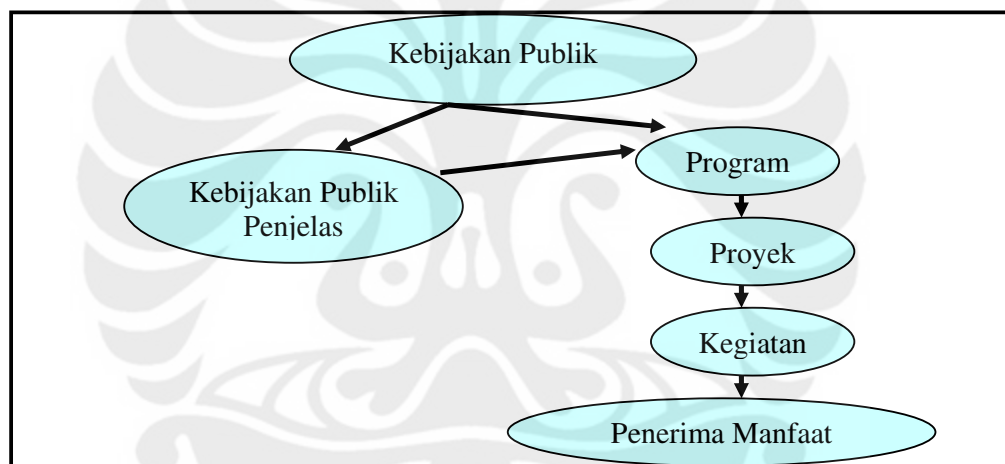 Kebijakan Publik
Program
Kebijakan Publik
Penjelas
Proyek
Kegiatan
Penerima Manfaat